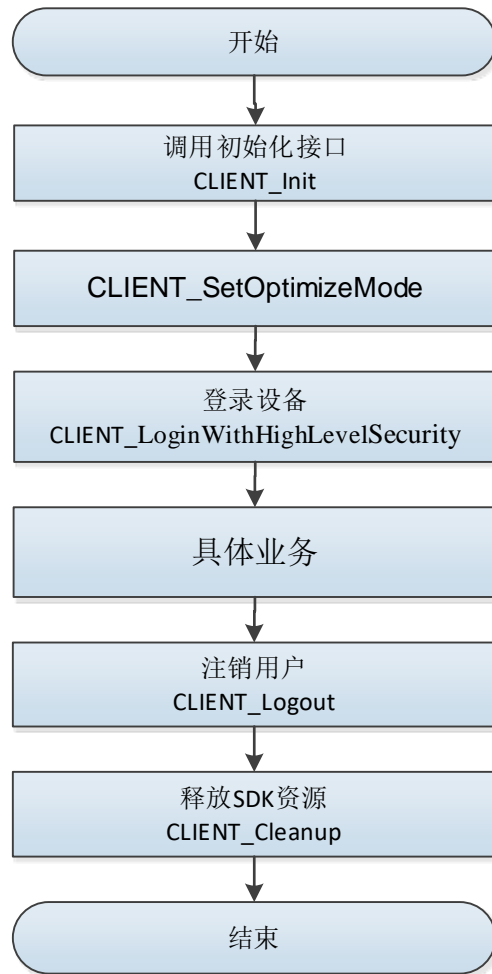 开始
调用初始化接口
CLIENT_Init
CLIENT_SetOptimizeMode
登录设备
CLIENT_LoginWithHighLevelSecurity
具体业务
注销用户
CLIENT_Logout
释放SDK资源
CLIENT_Cleanup
结束